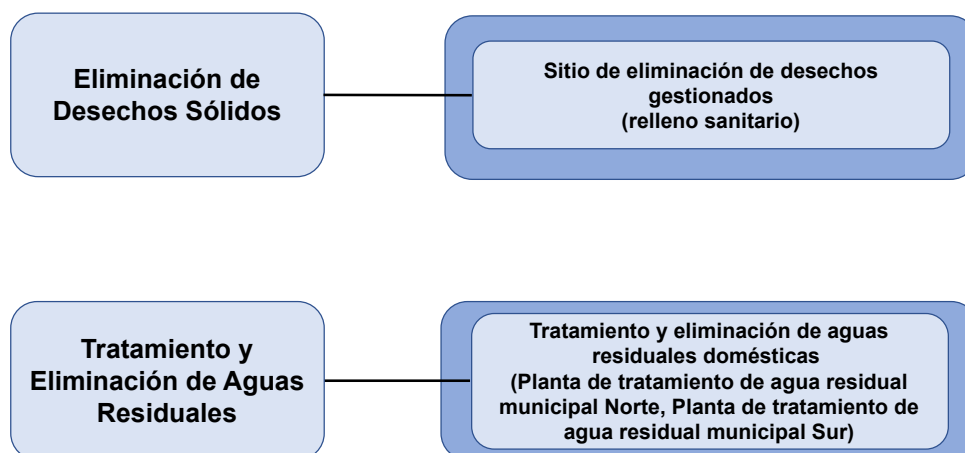 Eliminación de
Desechos Sólidos
Sitio de eliminación de desechos
gestionados
(relleno sanitario)
Tratamiento y
Eliminación de Aguas
Residuales
Tratamiento y eliminación de aguas
residuales domésticas
(Planta de tratamiento de agua residual
municipal Norte, Planta de tratamiento de
agua residual municipal Sur)